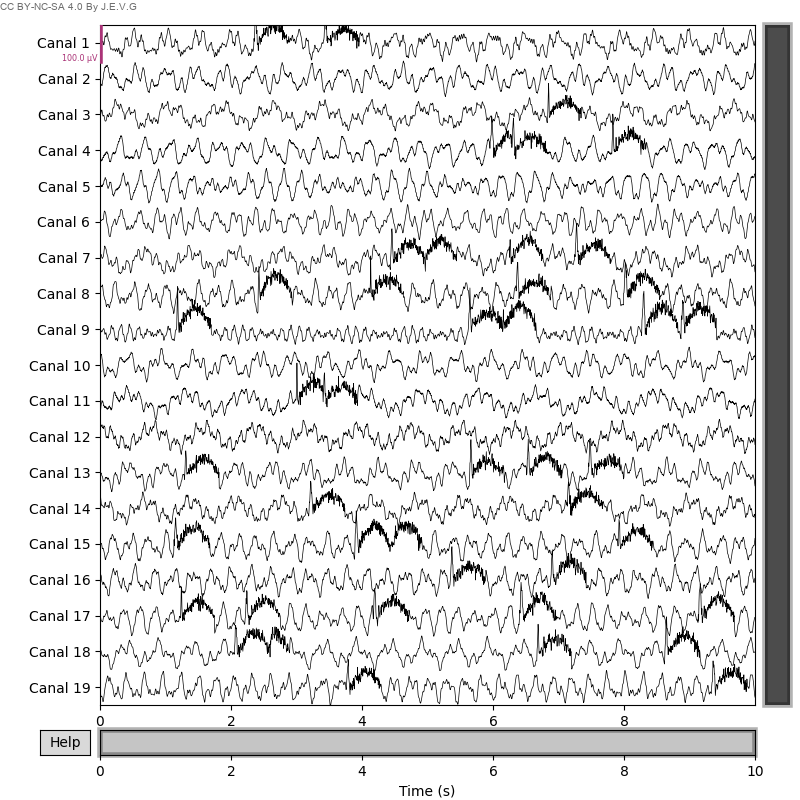 CC BY-NC-SA 4.0 By J.E.V.G
Canal 1
100.0 µV
Canal 2
Canal 3
Canal 4
Canal 5
Canal 6
Canal 7
Canal 8
Canal 9
Canal 10
Canal 11
Canal 12
Canal 13
Canal 14
Canal 15
Canal 16
Canal 17
Canal 18
Canal 19
0 2 4 6 8
Help
0 2 4 6 8 10
Time (s)